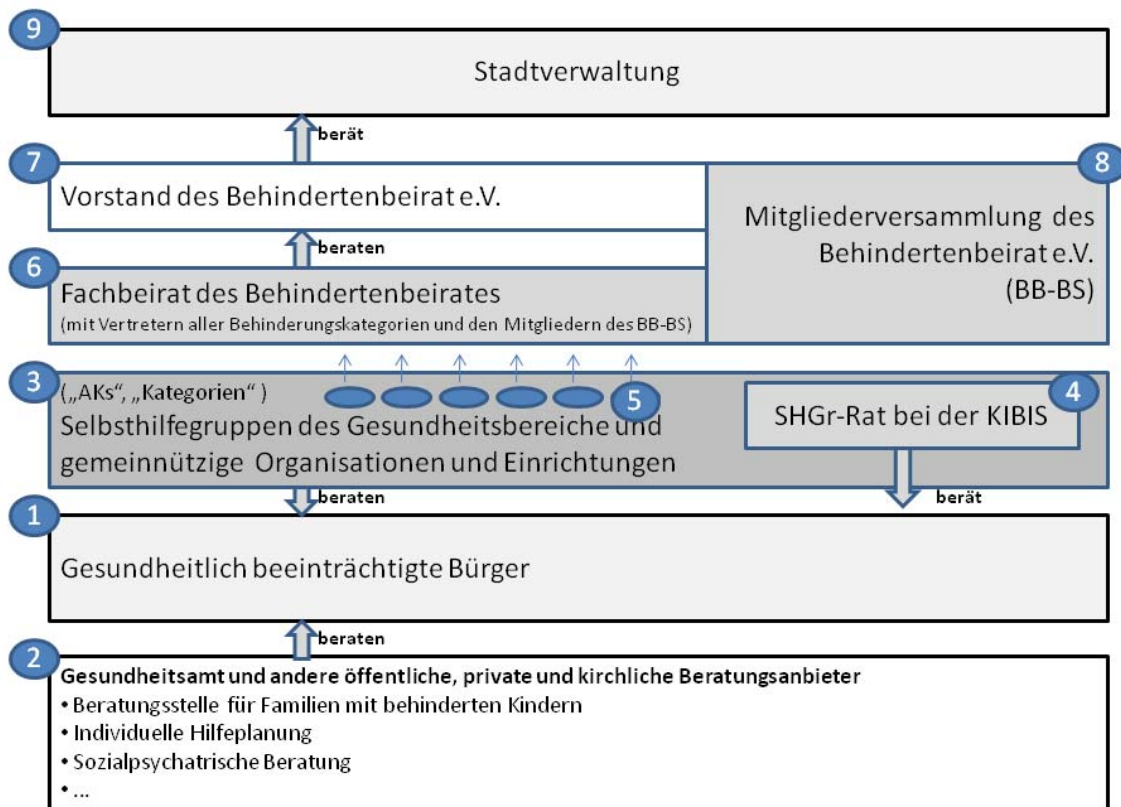 9
Stadtverwaltung
berät
7
Vorstand des Behindertenbeirat e.V.
8
Mitgliederversammlung des
Behindertenbeirat e.V.
(BB-BS)
beraten
6
Fachbeirat des Behindertenbeirates
(mit Vertretern aller Behinderungskategorien und den Mitgliedern des BB-BS)
3
(„AKs“, „Kategorien“ )
5
Selbsthilfegruppen des Gesundheitsbereiche und
gemeinnützige Organisationen und Einrichtungen
4
SHGr-Rat bei der KIBIS
beraten
berät
1
Gesundheitlich beeinträchtigte Bürger
beraten
2
Gesundheitsamt und andere öffentliche, private und kirchliche Beratungsanbieter
• Beratungsstelle für Familien mit behinderten Kindern
• Individuelle Hilfeplanung
• Sozialpsychatrische Beratung
• ...